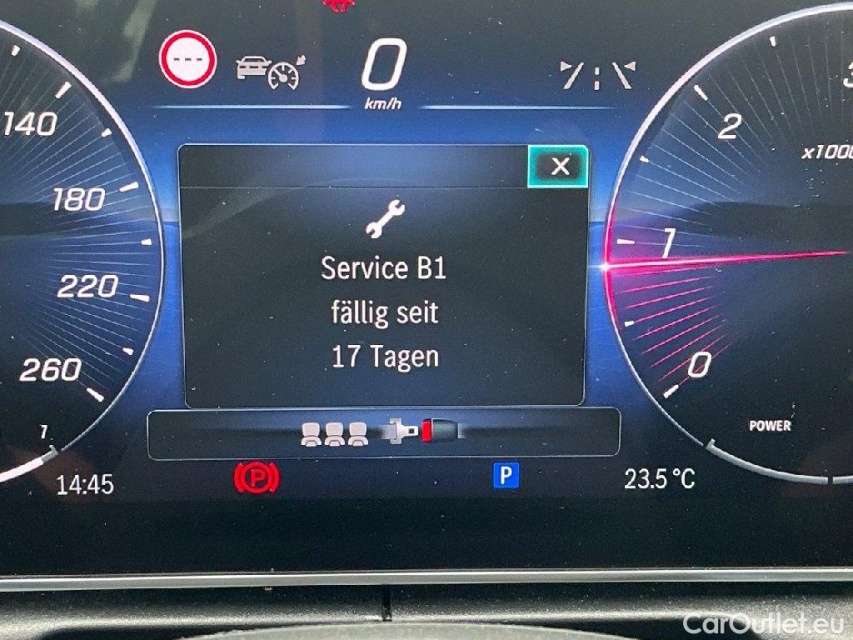 0
km/h
140
180
220
260
7
2
x1000
1
0
POWER
X
Service B1
fällig seit
17 Tagen
14:45
P
P
23.5 °C
CarOutlet.eu